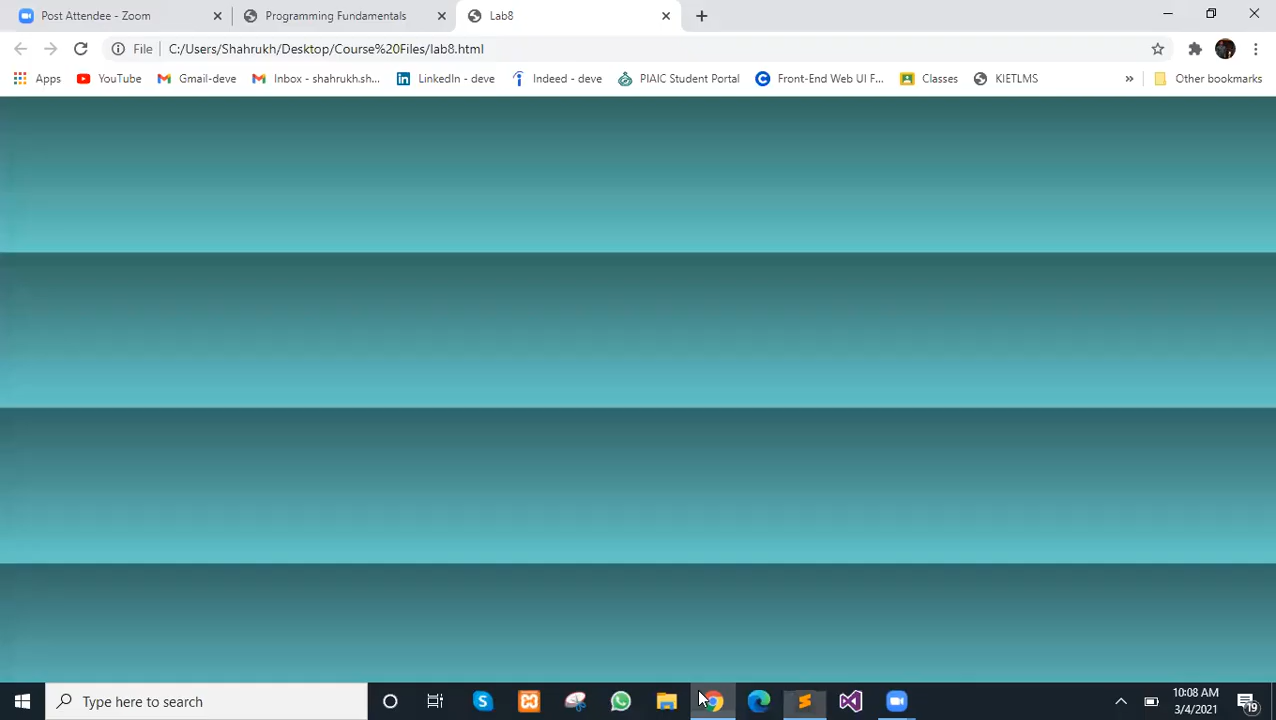 Post Attendee - Zoom
Programming Fundamentals
Lab8
File
C:/Users/Shahrukh/Desktop/Course%20Files/lab8.html
Apps
YouTube
Gmail-deve
Inbox - shahrukh.sh...
LinkedIn - deve
Indeed - deve
PIAIC Student Portal
Front-End Web UI F...
Classes
KIETLMS
»
Other bookmarks
Type here to search
10:08 AM
3/4/2021
19